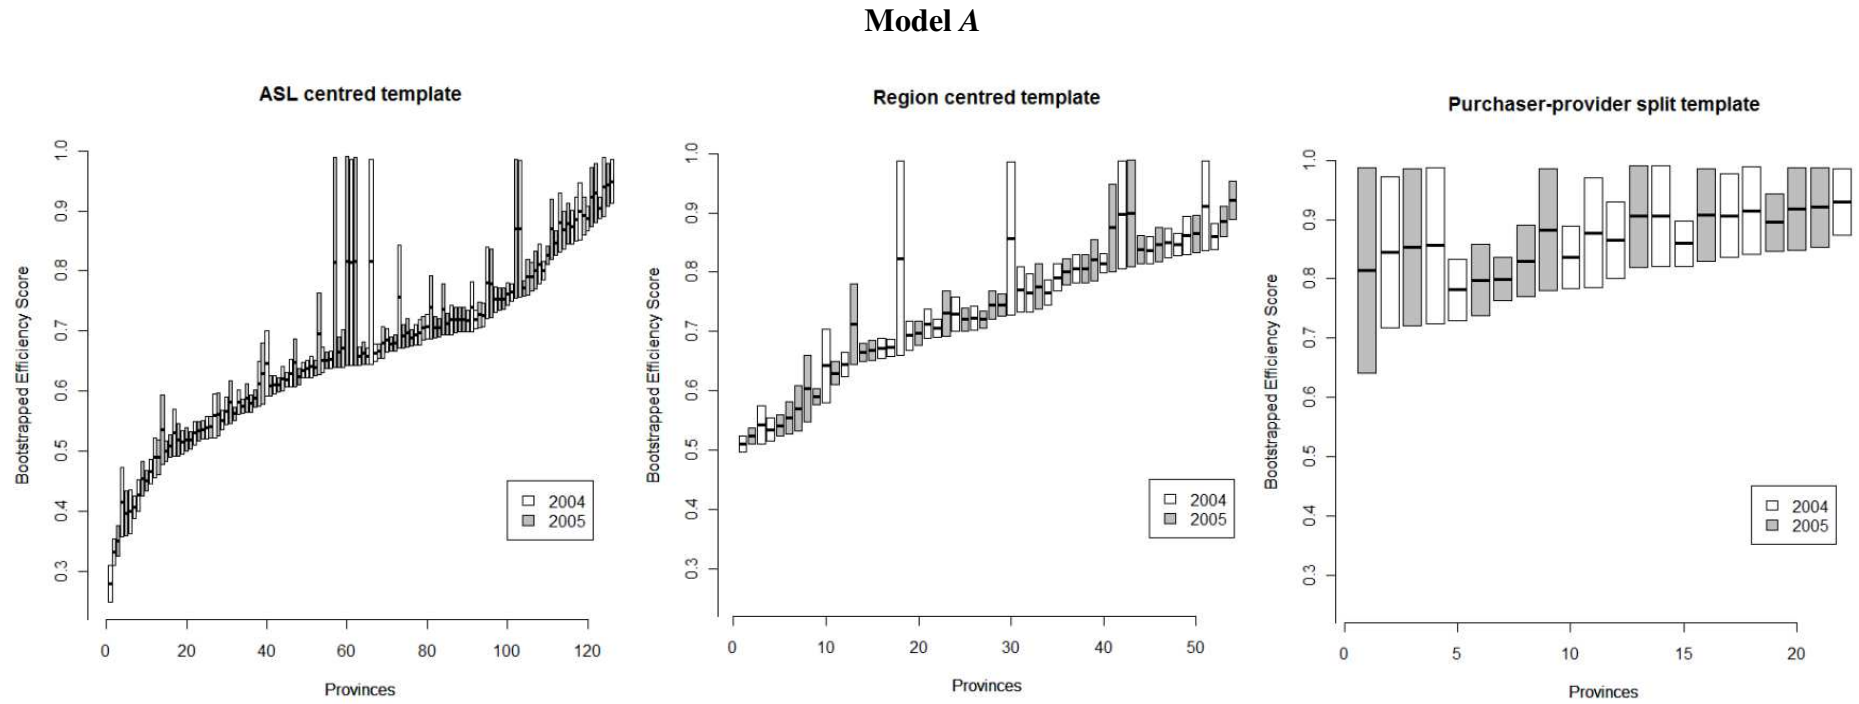 Model A
ASL centred template
Bootstrapped Efficiency Score
1.0
0.9
0.8
0.7
0.6
0.5
0.4
0.3
2004
2005
0 20 40 60 80 100 120
Provinces
Region centred template
Bootstrapped Efficiency Score
1.0
0.9
0.8
0.7
0.6
0.5
0.4
0.3
2004
2005
0 10 20 30 40 50
Provinces
Purchaser-provider split template
Bootstrapped Efficiency Score
1.0
0.9
0.8
0.7
0.6
0.5
0.4
0.3
2004
2005
0 5 10 15 20
Provinces